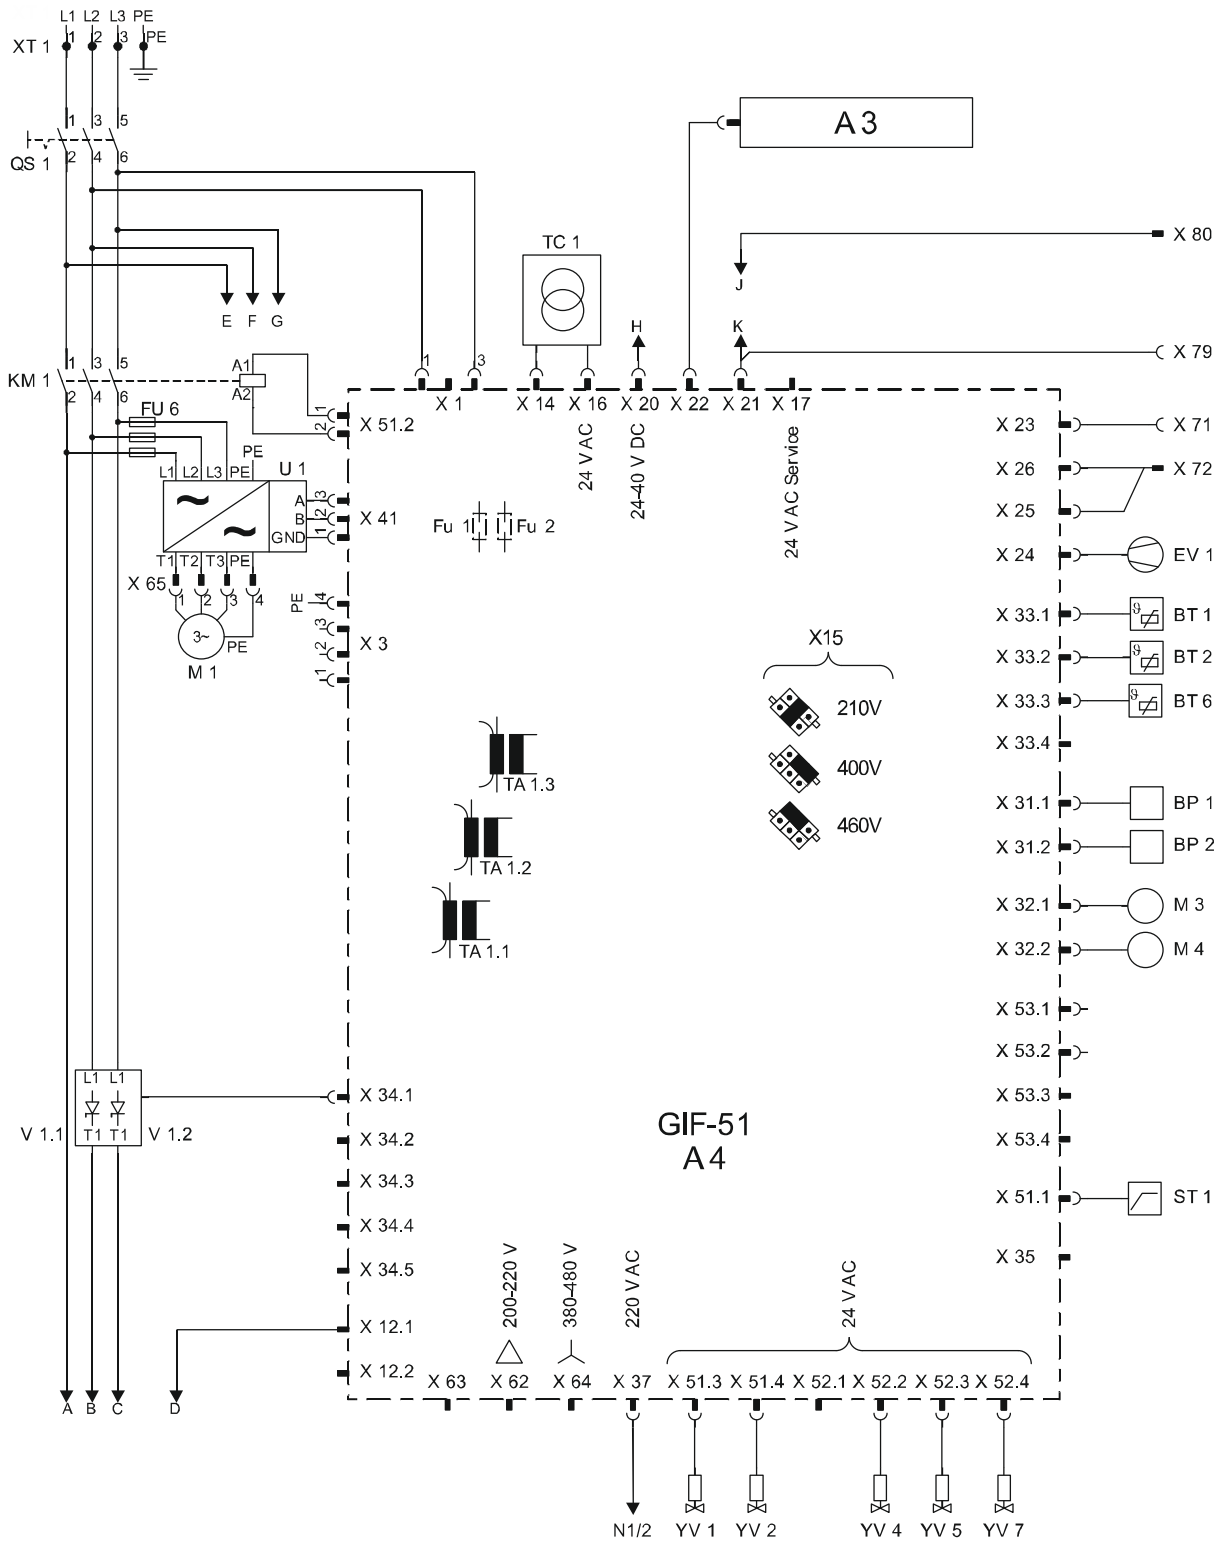 L1 L2 L3 PE
XT 1 1 2 3 PE
1 3 5
QS 1 2 4 6
A 3
X 80
TC 1
J
E F G
H K
X 79
1 3
KM 1 1 3 5 A1
2 4 6 A2
X 1 X 14 X 16 X 20 X 22 X 21 X 17
24 V AC
24-40 V DC
24 V AC Service
FU 6
1
2
X 51.2
X 23 X 71
X 26 X 72
X 25
X 24 EV 1
PE
L1 L2 L3 PE U 1
A 3
B 2 X 41
GND 1
Fu 1 Fu 2
T1 T2 T3 PE
X 65 1 2 3 4
3~
PE
M 1
PE 4
3
2
1
X 3
X15
210V
400V
460V
X 33.1 BT 1
X 33.2 BT 2
X 33.3 BT 6
X 33.4
TA 1.3
TA 1.2
TA 1.1
X 31.1 BP 1
X 31.2 BP 2
X 32.1 M 3
X 32.2 M 4
X 53.1
X 53.2
X 53.3
X 53.4
X 51.1 ST 1
X 35
L1 L1
T1 T1
V 1.1 V 1.2
X 34.1
X 34.2
X 34.3
X 34.4
X 34.5
X 12.1
X 12.2
GIF-51
A 4
200-220 V
380-480 V
220 V AC
24 V AC
X 63 X 62 X 64 X 37 X 51.3 X 51.4 X 52.1 X 52.2 X 52.3 X 52.4
A B C D
N1/2 YV 1 YV 2 YV 4 YV 5 YV 7